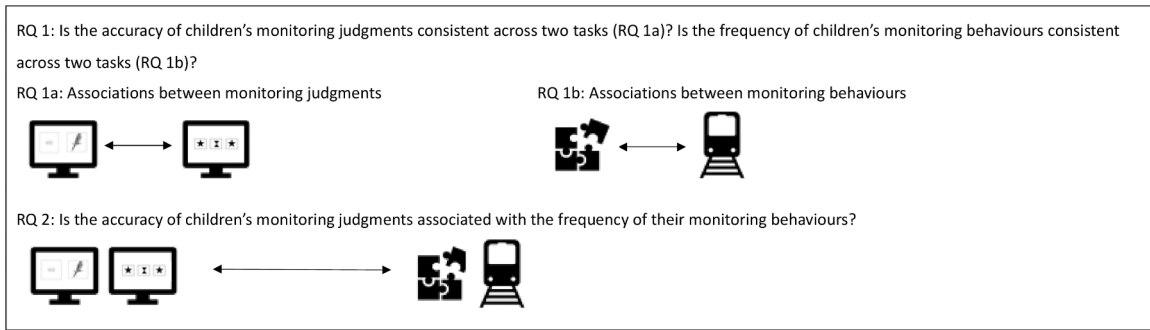 RQ 1: Is the accuracy of children’s monitoring judgments consistent across two tasks (RQ 1a)? Is the frequency of children’s monitoring behaviours consistent
across two tasks (RQ 1b)?
RQ 1a: Associations between monitoring judgments
RQ 1b: Associations between monitoring behaviours
RQ 2: Is the accuracy of children’s monitoring judgments associated with the frequency of their monitoring behaviours?